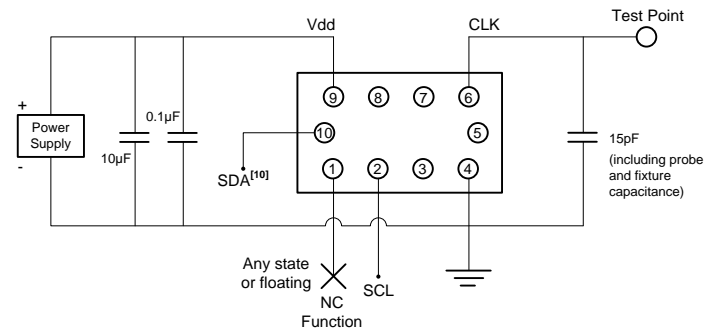 Test Point
Vdd
CLK
+
Power
Supply
-
10µF
0.1µF
9
8
7
6
10
5
1
2
3
4
SDA[10]
15pF
(including probe
and fixture
capacitance)
Any state
or floating
NC
Function
SCL